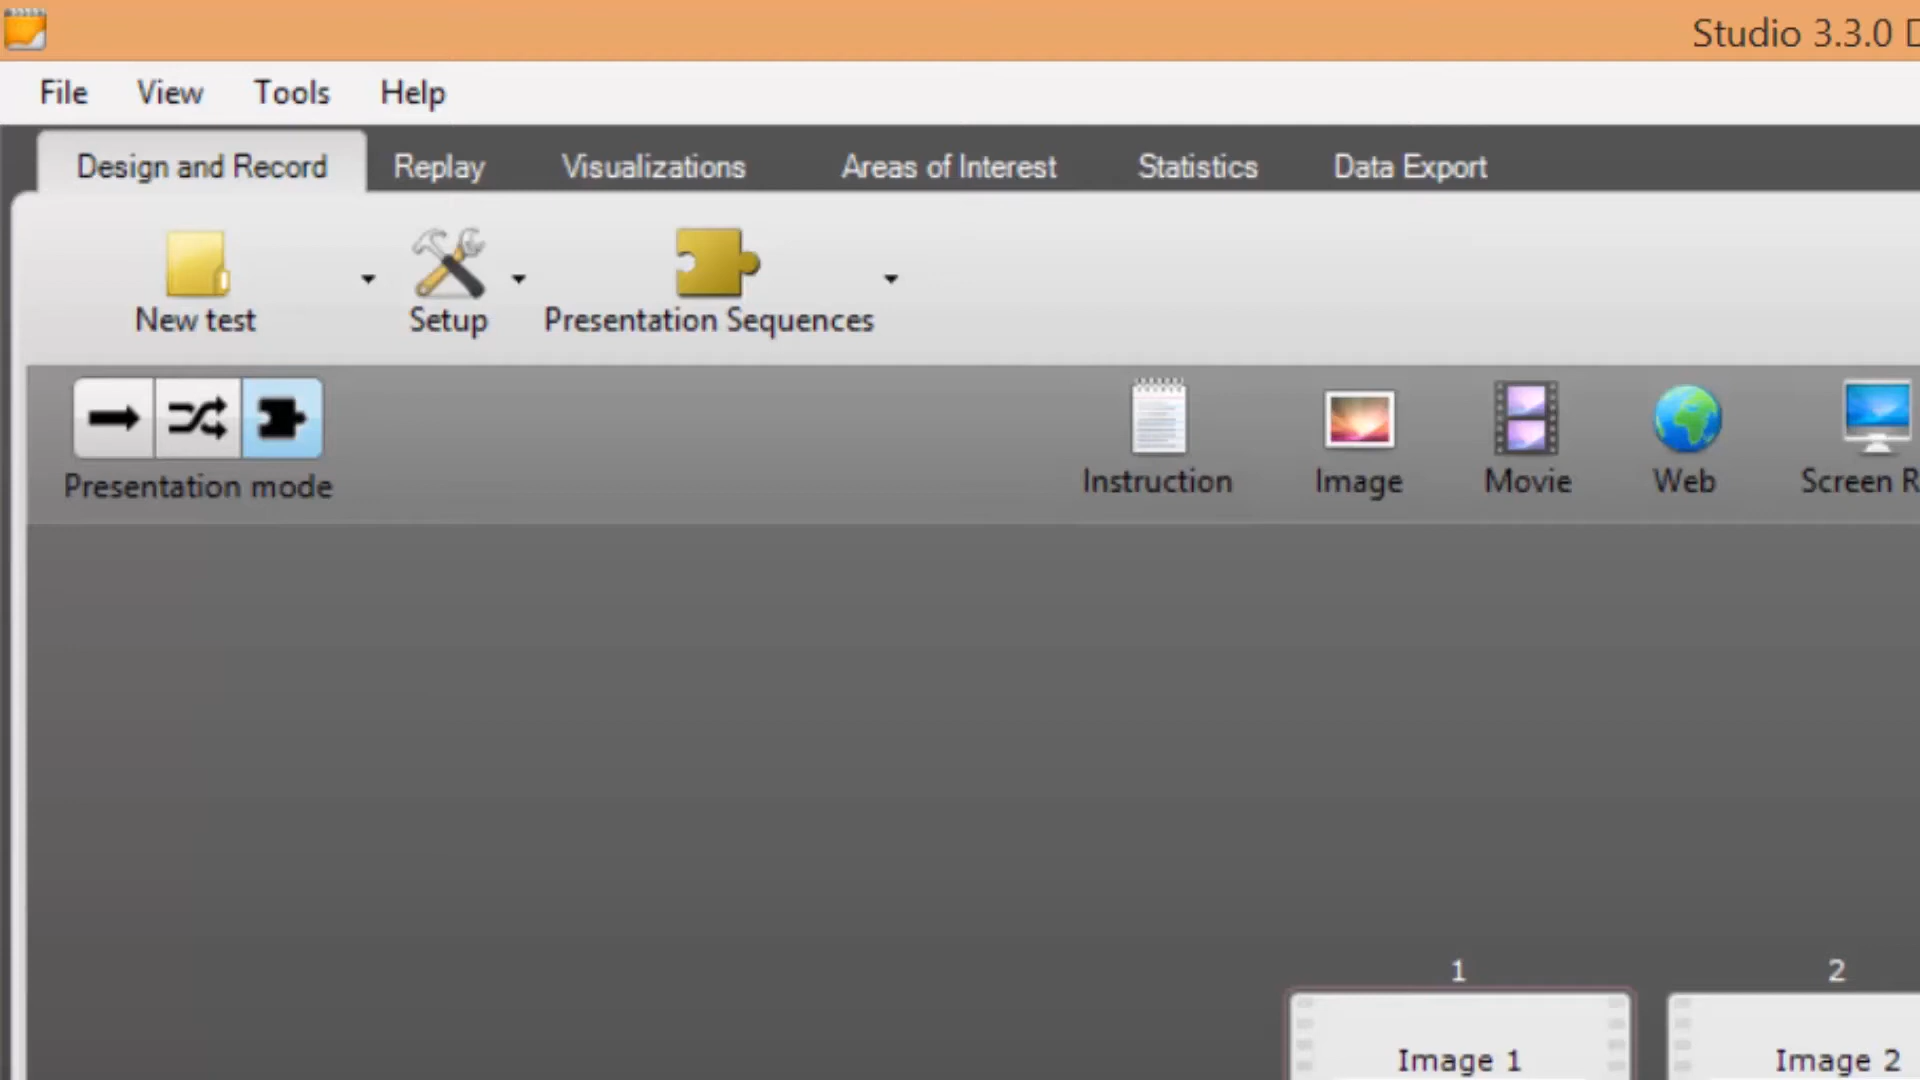 Studio 3.3.0
File View Tools Help
Design and Record Replay Visualizations Areas of Interest Statistics Data Export
New test Setup Presentation Sequences
Presentation mode Instruction Image Movie Web Screen R
1 2
Image 1 Image 2